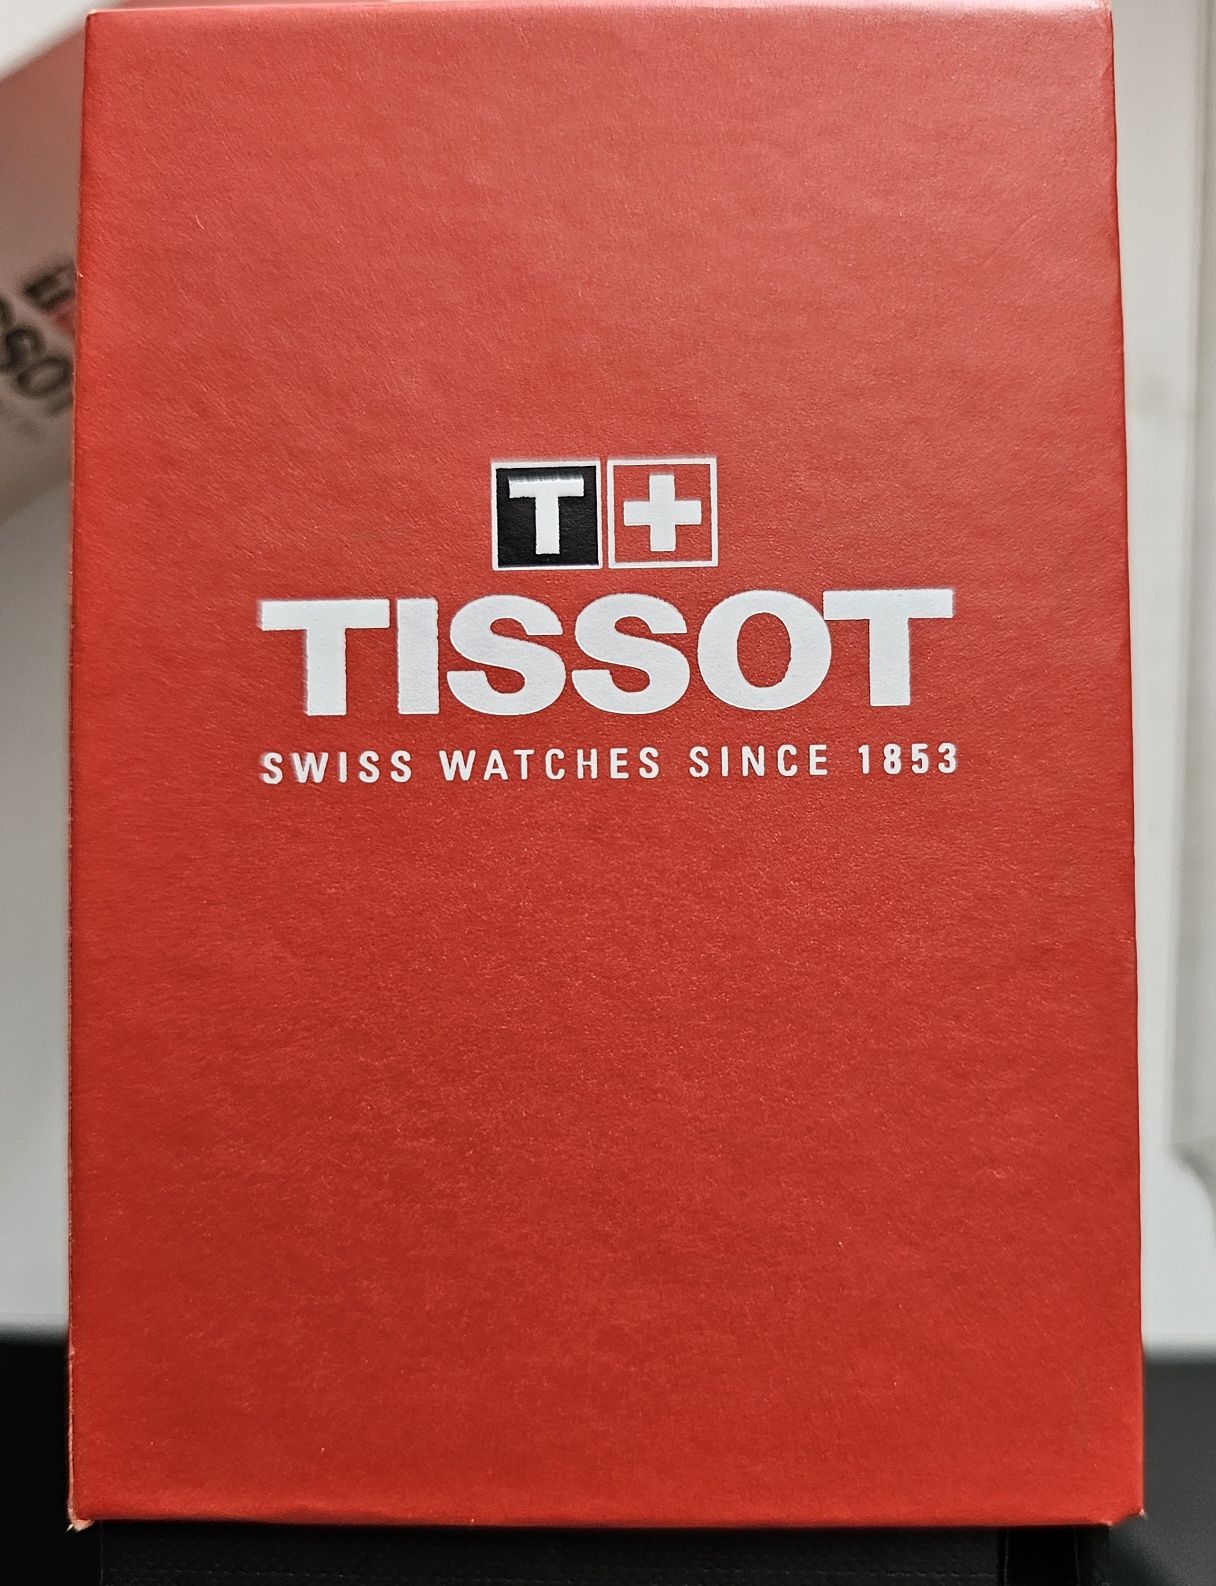 T+
TISSOT
SWISS WATCHES SINCE 1853